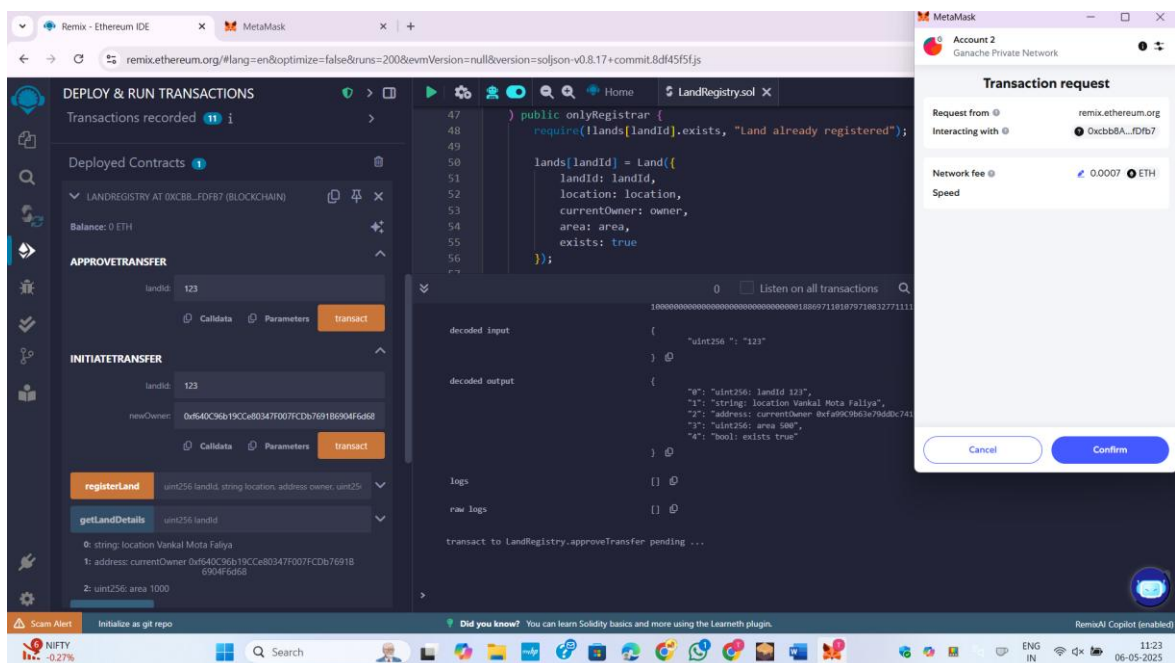 Remix - Ethereum IDE
MetaMask
remix.ethereum.org/#lang=en&optimize=false&runs=200&evmVersion=null&version=soljson-v0.8.17+commit.8df45f5f.js
DEPLOY & RUN TRANSACTIONS
Transactions recorded 11 i
Deployed Contracts 1
LANDREGISTRY AT 0XCBB...FDFB7 (BLOCKCHAIN)
Balance: 0 ETH
APPROVETRANSFER
landId: 123
Calldata Parameters transact
INITIATETRANSFER
landId: 123
newOwner: 0xf640C96b19CCe80347F007FCDb7691B6904F6d68
Calldata Parameters transact
registerLand uint256 landId, string location, address owner, uint25
getLandDetails uint256 landId
0: string: location Vankal Mota Faliya
1: address: currentOwner 0xf640C96b19CCe80347F007FCDb7691B
6904F6d68
2: uint256: area 1000
Home LandRegistry.sol
47 ) public onlyRegistrar {
48 require(!lands[landId].exists, "Land already registered");
49
50 lands[landId] = Land({
51 landId: landId,
52 location: location,
53 currentOwner: owner,
54 area: area,
55 exists: true
56 });
57
0 Listen on all transactions
decoded input {
"uint256 ": "123"
}
decoded output {
"0": "uint256: landId 123",
"1": "string: location Vankal Mota Faliya",
"2": "address: currentOwner 0xfa99C9b63e79ddDc741
"3": "uint256: area 500",
"4": "bool: exists true"
}
logs []
raw logs []
transact to LandRegistry.approveTransfer pending ...
>
MetaMask
Account 2
Ganache Private Network
Transaction request
Request from remix.ethereum.org
Interacting with 0xcbb8A...fDfb7
Network fee 0.0007 ETH
Speed
Cancel Confirm
Scam Alert Initialize as git repo Did you know? You can learn Solidity basics and more using the Learneth plugin. RemixAI Copilot (enabled)
6 NIFTY
-0.27%
Search
ENG
IN
11:23
06-05-2025